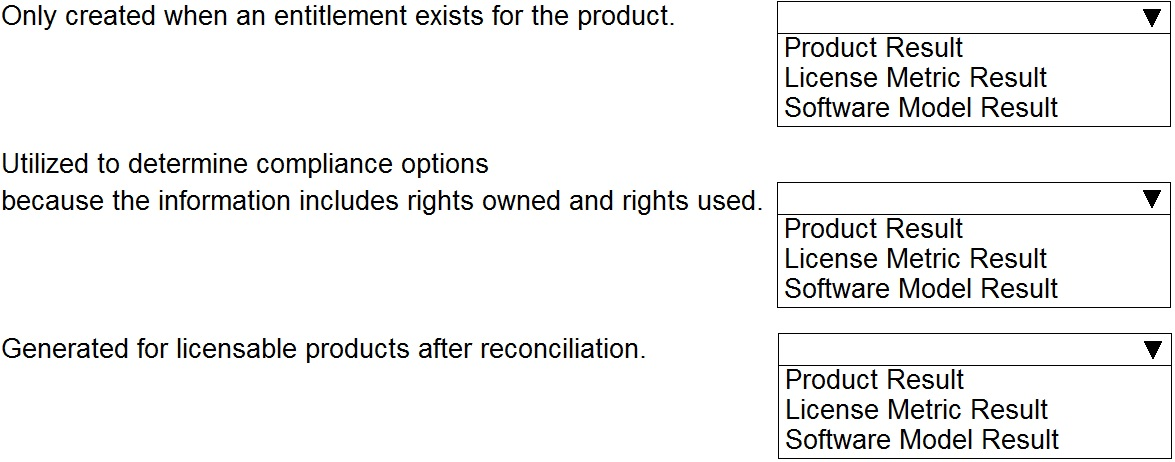 Only created when an entitlement exists for the product.
Product Result
License Metric Result
Software Model Result
Utilized to determine compliance options
because the information includes rights owned and rights used.
Product Result
License Metric Result
Software Model Result
Generated for licensable products after reconciliation.
Product Result
License Metric Result
Software Model Result